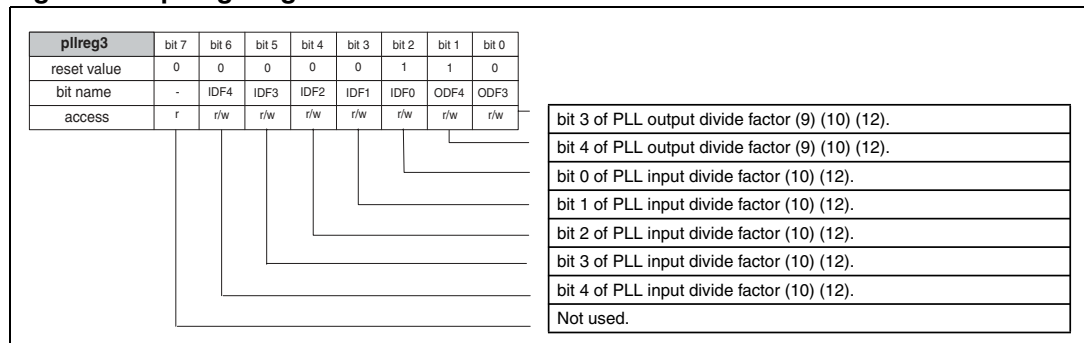 pllreg3 bit 7 bit 6 bit 5 bit 4 bit 3 bit 2 bit 1 bit 0
reset value 0 0 0 0 0 1 1 0
bit name - IDF4 IDF3 IDF2 IDF1 IDF0 ODF4 ODF3
access r r/w r/w r/w r/w r/w r/w r/w
bit 3 of PLL output divide factor (9) (10) (12).
bit 4 of PLL output divide factor (9) (10) (12).
bit 0 of PLL input divide factor (10) (12).
bit 1 of PLL input divide factor (10) (12).
bit 2 of PLL input divide factor (10) (12).
bit 3 of PLL input divide factor (10) (12).
bit 4 of PLL input divide factor (10) (12).
Not used.